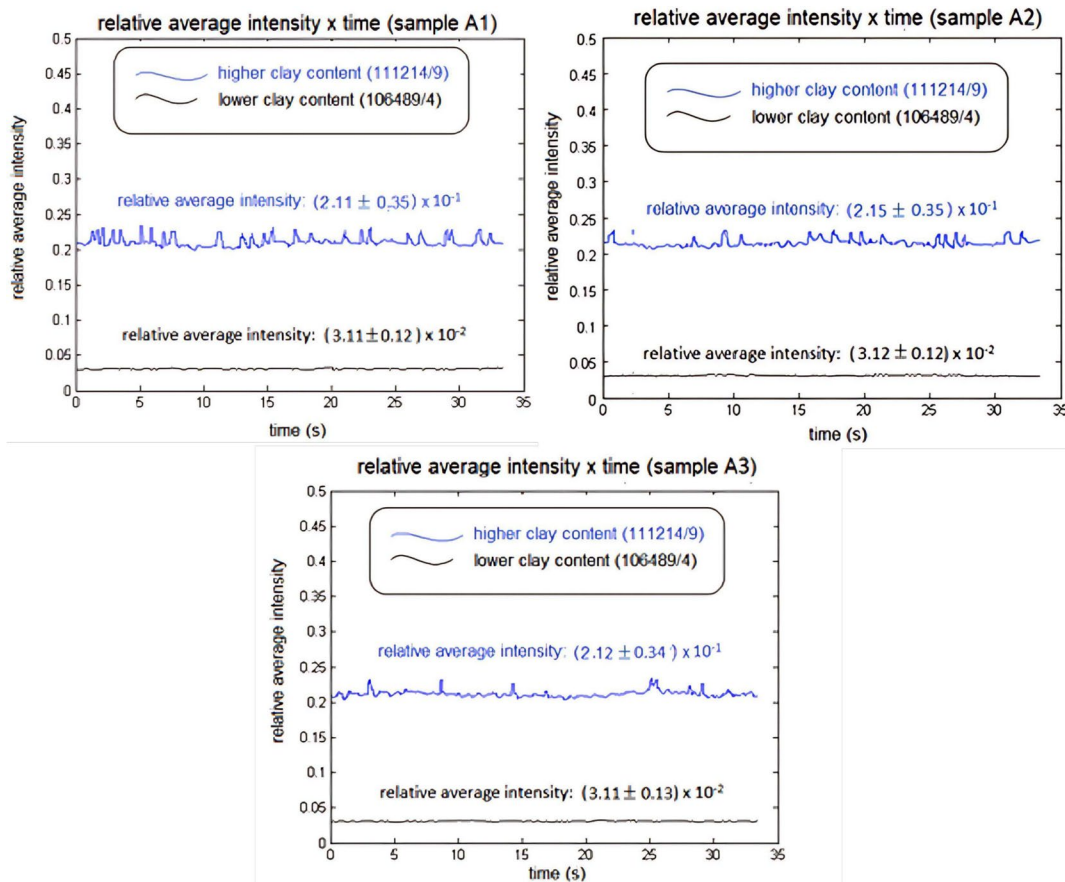 relative average intensity x time (sample A1)
0.5
0.45
0.4
0.35
0.3
0.25
0.2
0.15
0.1
0.05
0
higher clay content (111214/9)
lower clay content (106489/4)
relative average intensity: (2.11 ± 0.35) x 10⁻¹
relative average intensity: (3.11 ± 0.12) x 10⁻²
relative average intensity
0 5 10 15 20 25 30 35
time (s)
relative average intensity x time (sample A2)
0.5
0.45
0.4
0.35
0.3
0.25
0.2
0.15
0.1
0.05
0
higher clay content (111214/9)
lower clay content (106489/4)
relative average intensity: (2.15 ± 0.35) x 10⁻¹
relative average intensity: (3.12 ± 0.12) x 10⁻²
relative average intensity
0 5 10 15 20 25 30 35
time (s)
relative average intensity x time (sample A3)
0.5
0.45
0.4
0.35
0.3
0.25
0.2
0.15
0.1
0.05
0
higher clay content (111214/9)
lower clay content (106489/4)
relative average intensity: (2.12 ± 0.34) x 10⁻¹
relative average intensity: (3.11 ± 0.13) x 10⁻²
relative average intensity
0 5 10 15 20 25 30 35
time (s)